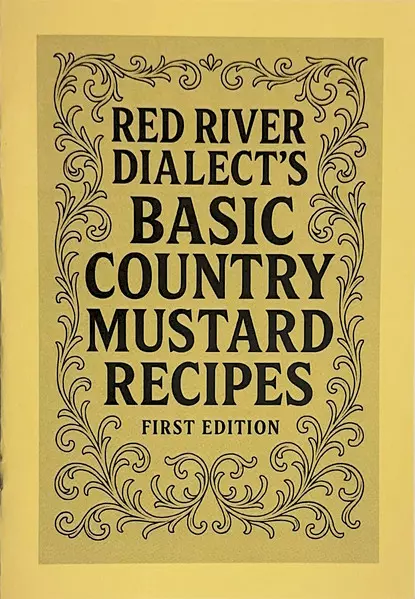 RED RIVER
DIALECT'S
BASIC
COUNTRY
MUSTARD
RECIPES
FIRST EDITION